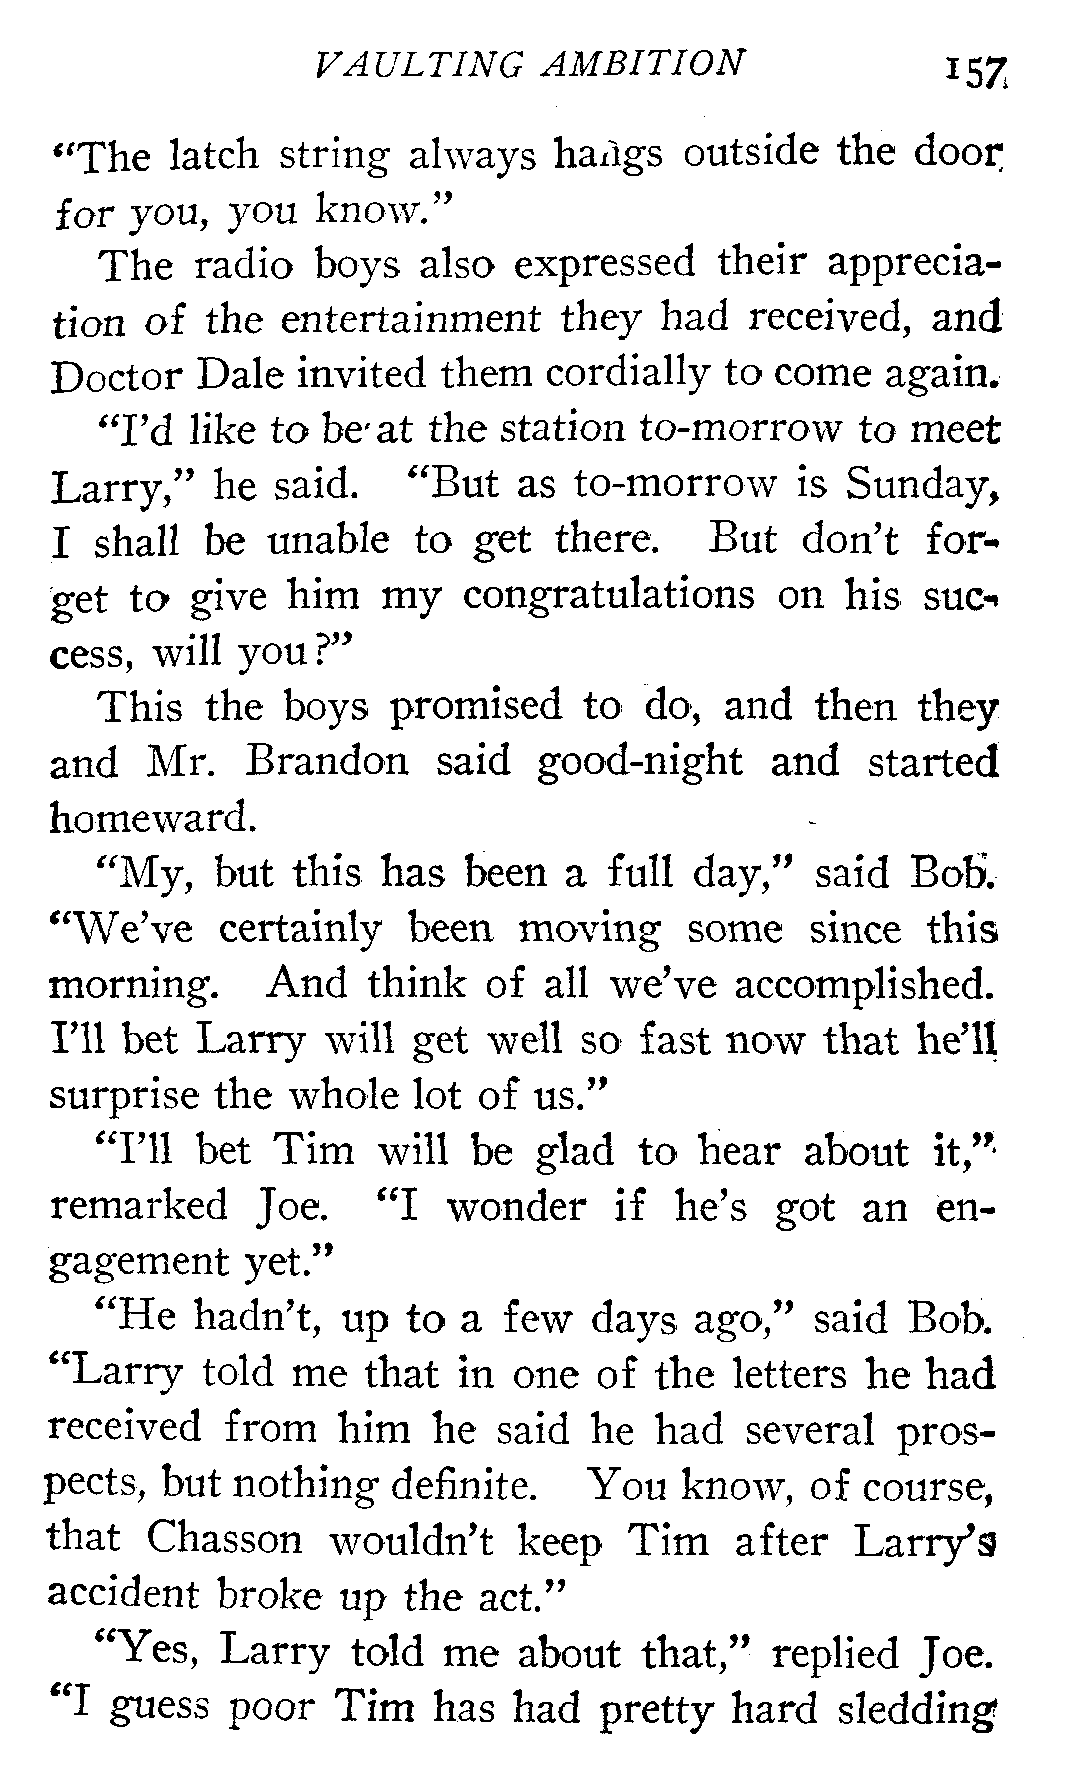 VAULTING AMBITION 157
“The latch string always hangs outside the door
for you, you know.”
The radio boys also expressed their apprecia-
tion of the entertainment they had received, and
Doctor Dale invited them cordially to come again.
“I’d like to be at the station to-morrow to meet
Larry,” he said. “But as to-morrow is Sunday,
I shall be unable to get there. But don’t for-
get to give him my congratulations on his suc-
cess, will you?”
This the boys promised to do, and then they
and Mr. Brandon said good-night and started
homeward.
“My, but this has been a full day,” said Bob.
“We’ve certainly been moving some since this
morning. And think of all we’ve accomplished.
I’ll bet Larry will get well so fast now that he’ll
surprise the whole lot of us.”
“I’ll bet Tim will be glad to hear about it,”
remarked Joe. “I wonder if he’s got an en-
gagement yet.”
“He hadn’t, up to a few days ago,” said Bob.
“Larry told me that in one of the letters he had
received from him he said he had several pros-
pects, but nothing definite. You know, of course,
that Chasson wouldn’t keep Tim after Larry’s
accident broke up the act.”
“Yes, Larry told me about that,” replied Joe.
“I guess poor Tim has had pretty hard sledding